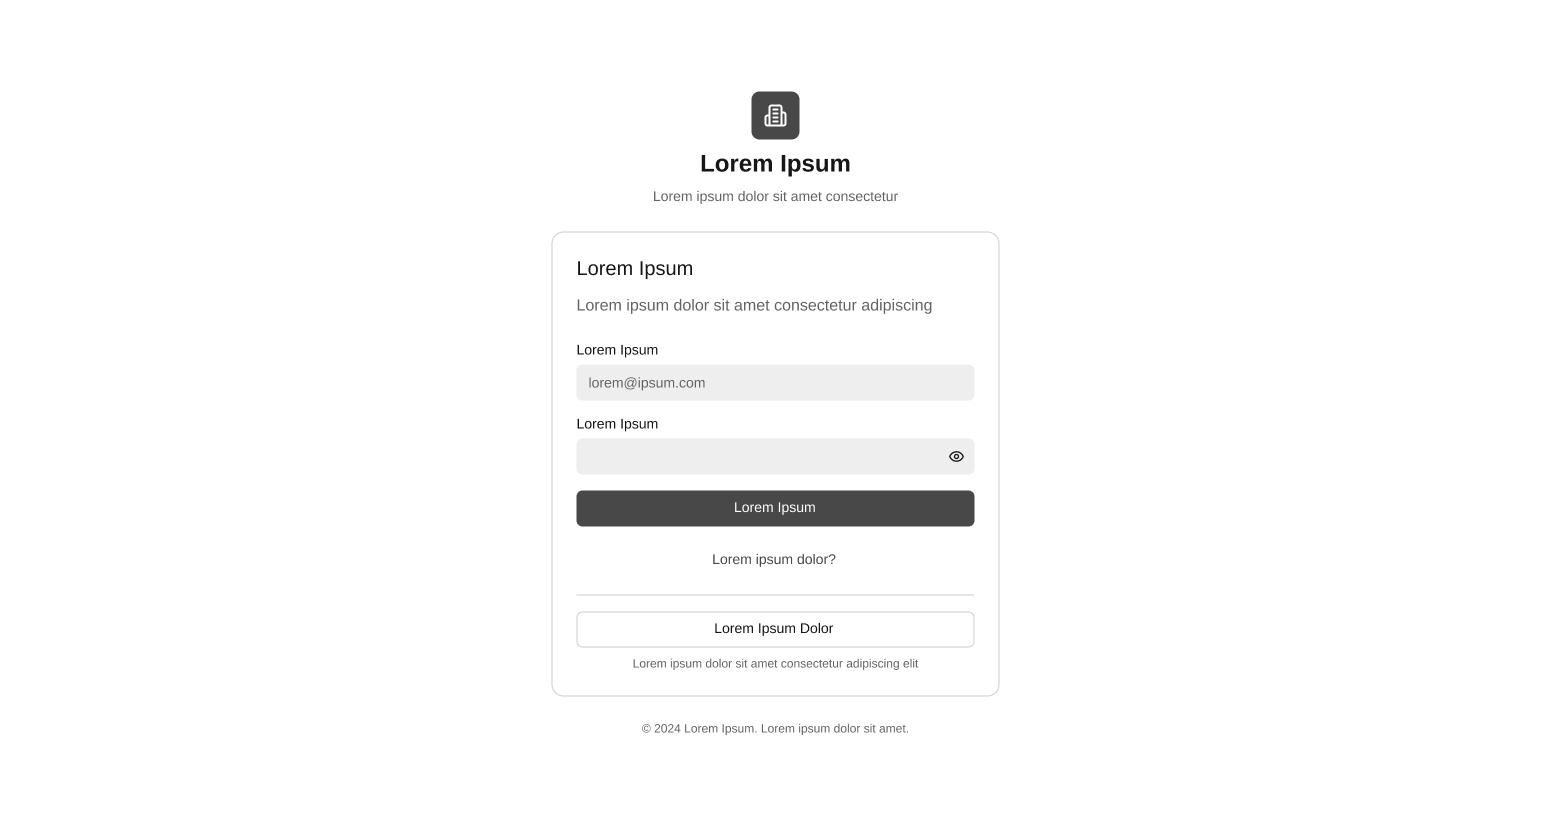 Lorem Ipsum
Lorem ipsum dolor sit amet consectetur
Lorem Ipsum
Lorem ipsum dolor sit amet consectetur adipiscing
Lorem Ipsum
lorem@ipsum.com
Lorem Ipsum
Lorem Ipsum
Lorem ipsum dolor?
Lorem Ipsum Dolor
Lorem ipsum dolor sit amet consectetur adipiscing elit
© 2024 Lorem Ipsum. Lorem ipsum dolor sit amet.